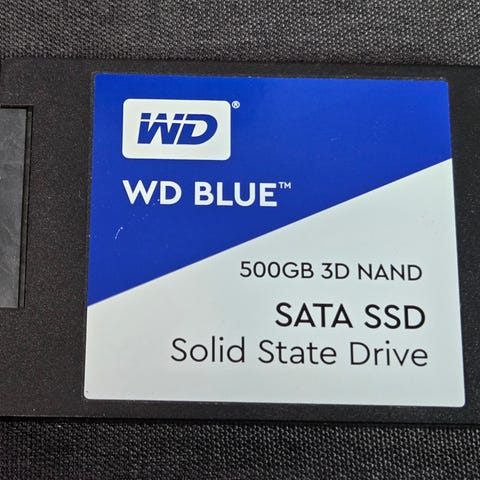 WD®
WD BLUE™
500GB 3D NAND
SATA SSD
Solid State Drive